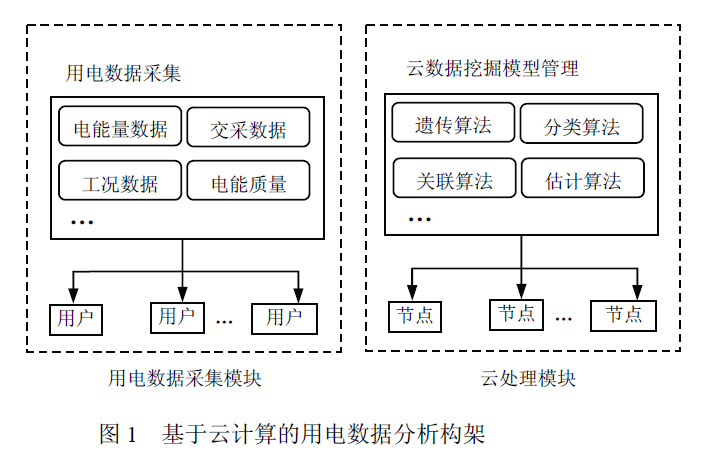 用电数据采集
电能量数据
交采数据
工况数据
电能质量
...
用户
用户
...
用户
用电数据采集模块
云数据挖掘模型管理
遗传算法
分类算法
关联算法
估计算法
...
节点
节点
...
节点
云处理模块
图 1 基于云计算的用电数据分析构架